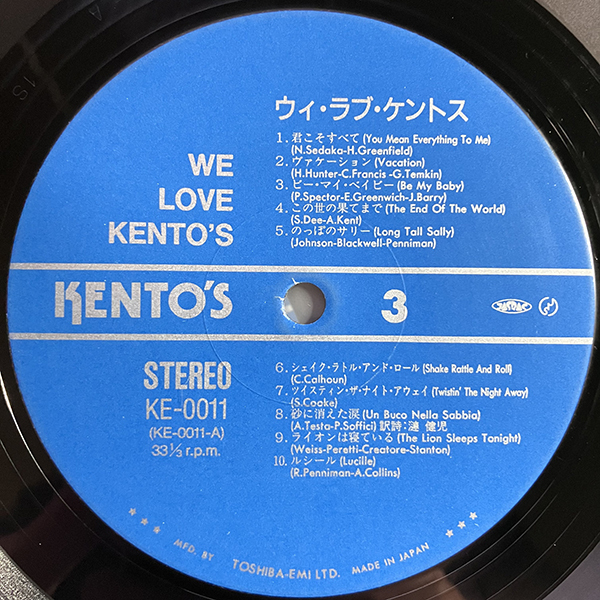 ウィ・ラブ・ケントス
WE
LOVE
KENTO'S
1. 君こそすべて (You Mean Everything To Me)
(N.Sedaka-H.Greenfield)
2. ヴァケーション (Vacation)
(H.Hunter-C.Francis-G.Temkin)
3. ビー・マイ・ベイビー (Be My Baby)
(P.Spector-E.Greenwich-J.Barry)
4. この世の果てまで (The End Of The World)
(S.Dee-A.Kent)
5. のっぽのサリー (Long Tall Sally)
(Johnson-Blackwell-Penniman)
KENTO'S
3
JASRAC
STEREO
KE-0011
(KE-0011-A)
33⅓ r.p.m.
6. シェイク・ラトル・アンド・ロール (Shake Rattle And Roll)
(C.Calhoun)
7. ツイスティン・ザ・ナイト・アウェイ (Twistin' The Night Away)
(S.Cooke)
8. 砂に消えた涙 (Un Buco Nella Sabbia)
(A.Testa-P.Soffici) 訳詩：漣 健児
9. ライオンは寝ている (The Lion Sleeps Tonight)
(Weiss-Peretti-Creatore-Stanton)
10. ルシール (Lucille)
(R.Penniman-A.Collins)
★★★ MFD. BY TOSHIBA-EMI LTD. MADE IN JAPAN ★★★